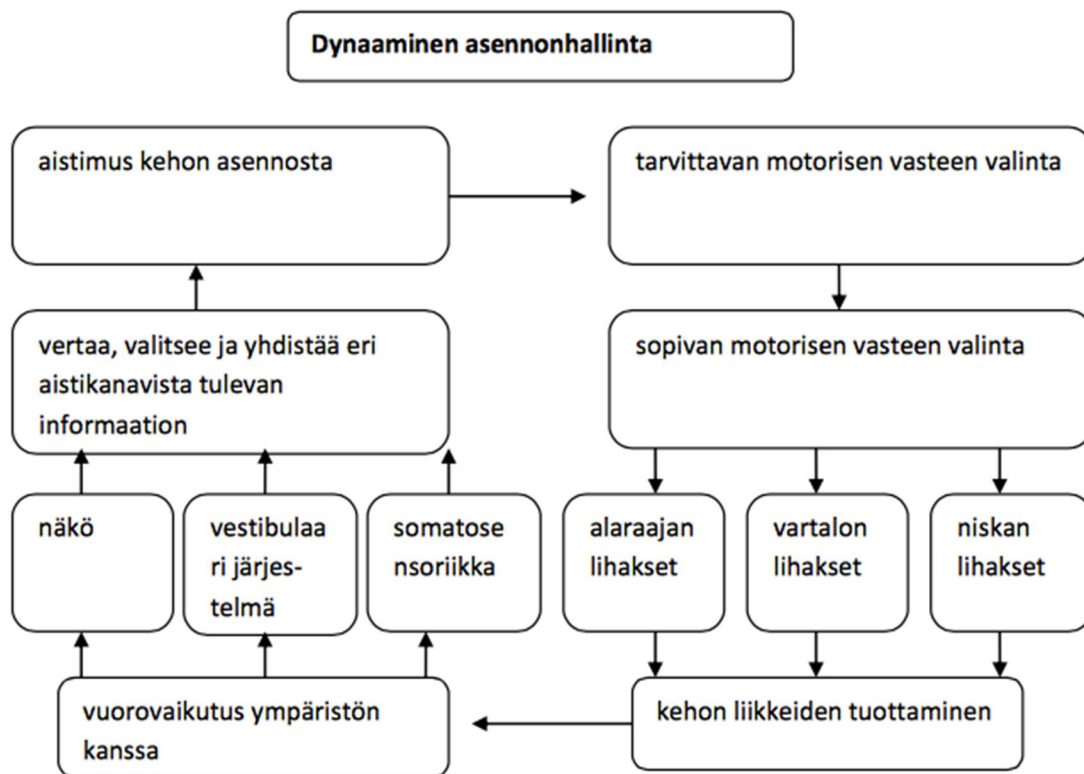 Dynaaminen asennonhallinta
aistimus kehon asennosta
tarvittavan motorisen vasteen valinta
vertaa, valitsee ja yhdistää eri
aistikanavista tulevan
informaation
sopivan motorisen vasteen valinta
näkö
vestibulaa
ri järjes-
telmä
somatose
nsoriikka
alaraajan
lihakset
vartalon
lihakset
niskan
lihakset
vuorovaikutus ympäristön
kanssa
kehon liikkeiden tuottaminen